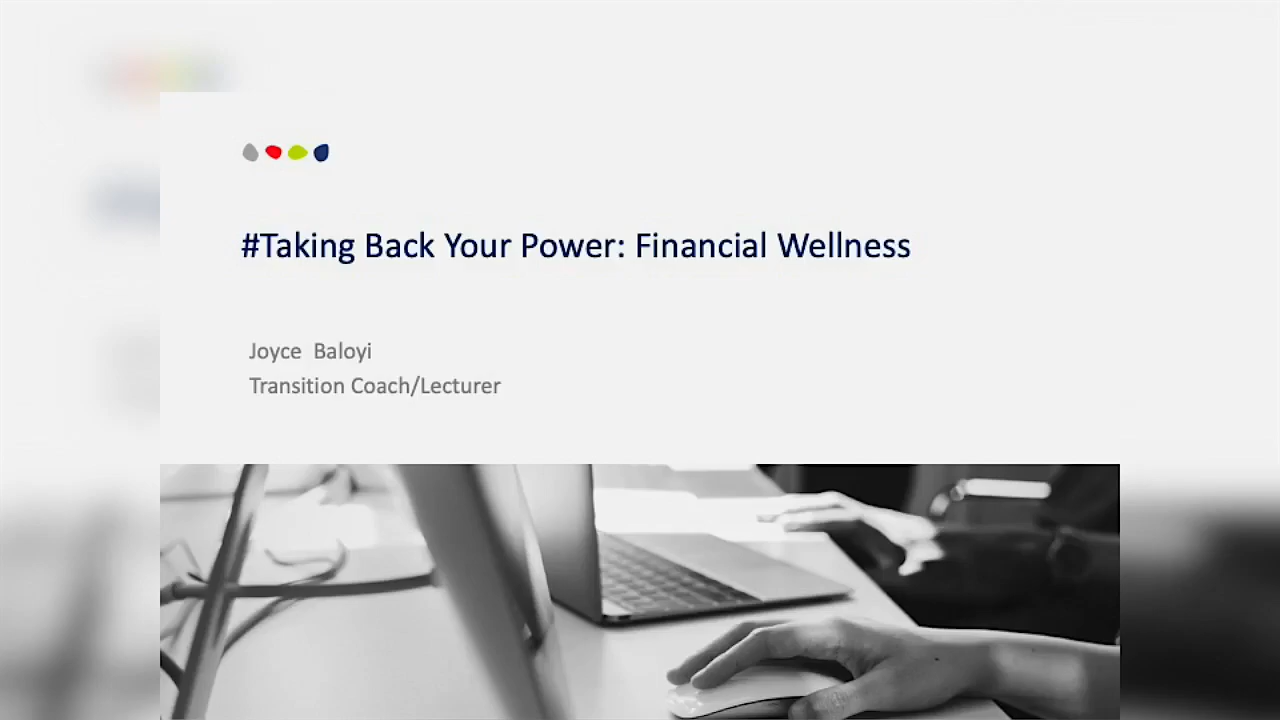 #Taking Back Your Power: Financial Wellness
Joyce Baloyi
Transition Coach/Lecturer